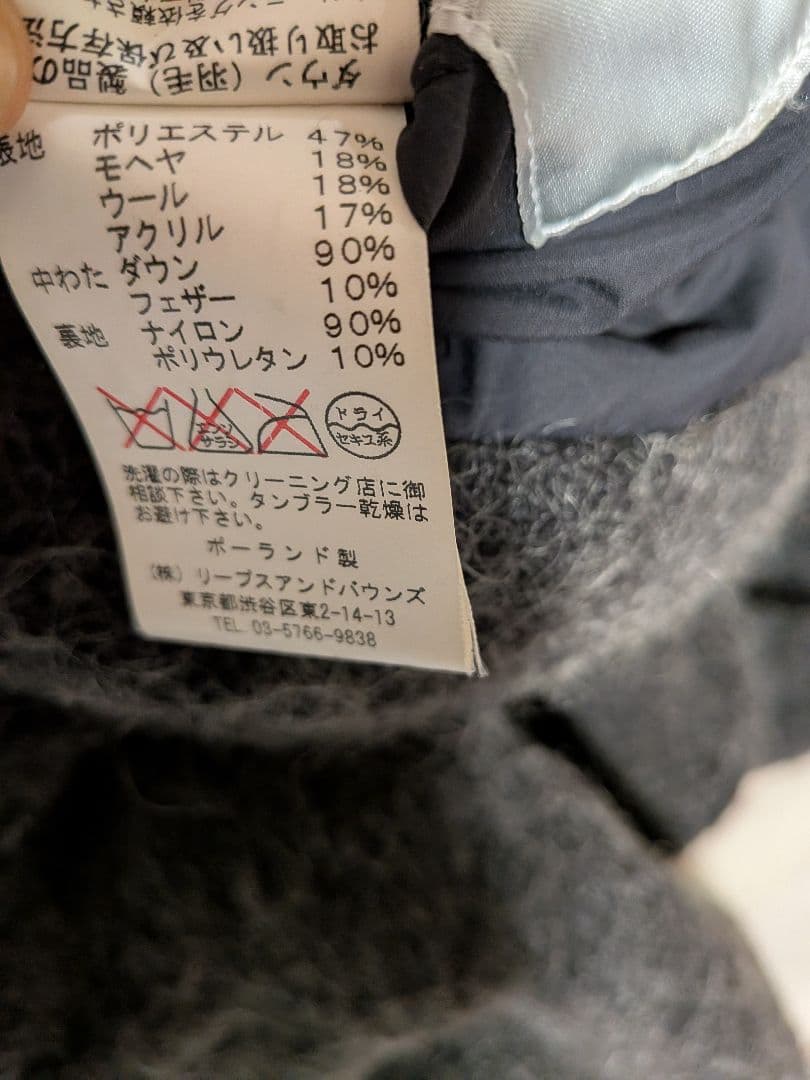 ングを依頼さ
お取り扱い及び保存方法
ダウン（羽毛）製品の
表地 ポリエステル 47%
モヘヤ 18%
ウール 18%
アクリル 17%
中わた ダウン 90%
フェザー 10%
裏地 ナイロン 90%
ポリウレタン 10%
エンソ
サラシ
ドライ
セキユ系
洗濯の際はクリーニング店に御
相談下さい。タンブラー乾燥は
お避け下さい。
ポーランド製
(株) リープスアンドバウンズ
東京都渋谷区東2-14-13
TEL 03-5766-9838